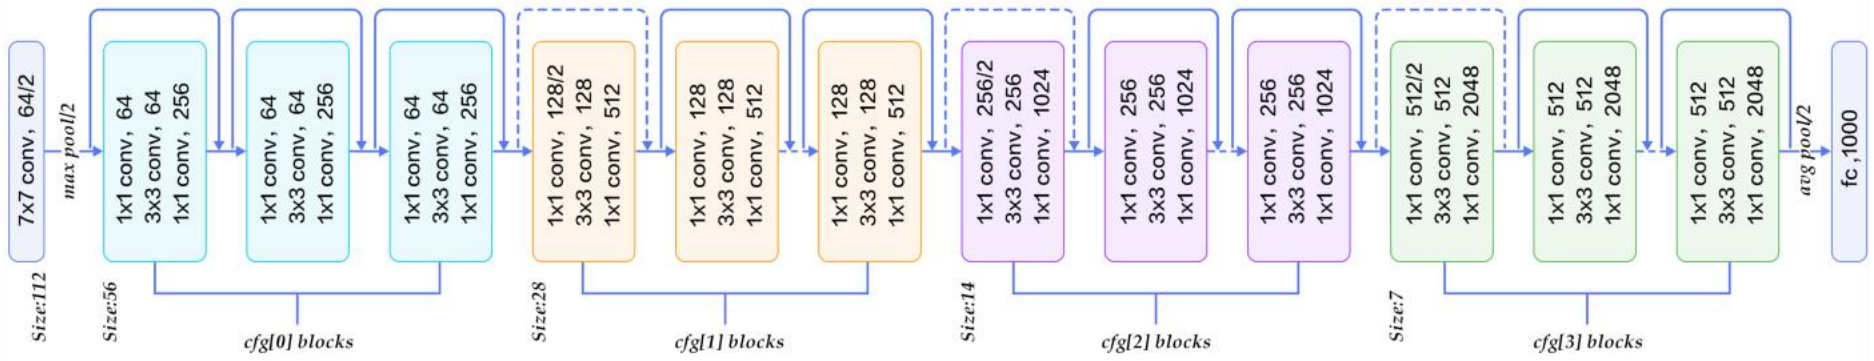 7x7 conv, 64/2
max pool/2
1x1 conv, 64
3x3 conv, 64
1x1 conv, 256
1x1 conv, 64
3x3 conv, 64
1x1 conv, 256
1x1 conv, 64
3x3 conv, 64
1x1 conv, 256
1x1 conv, 128/2
3x3 conv, 128
1x1 conv, 512
1x1 conv, 128
3x3 conv, 128
1x1 conv, 512
1x1 conv, 128
3x3 conv, 128
1x1 conv, 512
1x1 conv, 256/2
3x3 conv, 256
1x1 conv, 1024
1x1 conv, 256
3x3 conv, 256
1x1 conv, 1024
1x1 conv, 256
3x3 conv, 256
1x1 conv, 1024
1x1 conv, 512/2
3x3 conv, 512
1x1 conv, 2048
1x1 conv, 512
3x3 conv, 512
1x1 conv, 2048
1x1 conv, 512
3x3 conv, 512
1x1 conv, 2048
avg pool/2
fc ,1000
Size:112
Size:56
cfg[0] blocks
Size:28
cfg[1] blocks
Size:14
cfg[2] blocks
Size:7
cfg[3] blocks